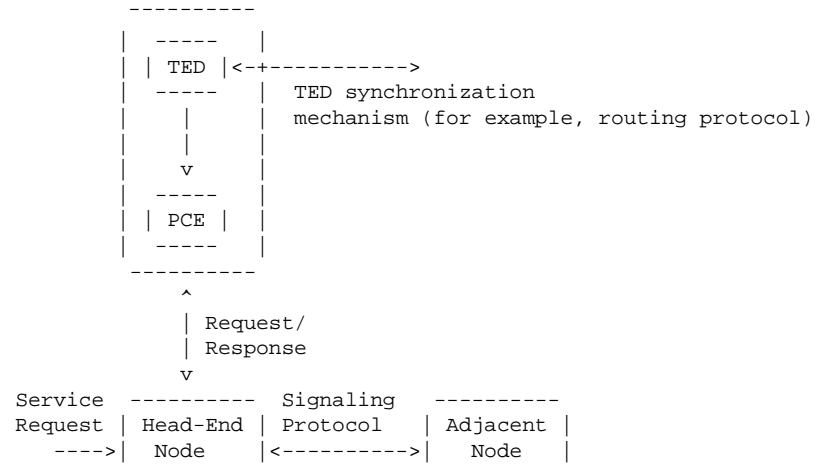 TED
TED synchronization
mechanism (for example, routing protocol)
PCE
Request/
Response
Service Signaling
Request Head-End Protocol Adjacent
Node Node